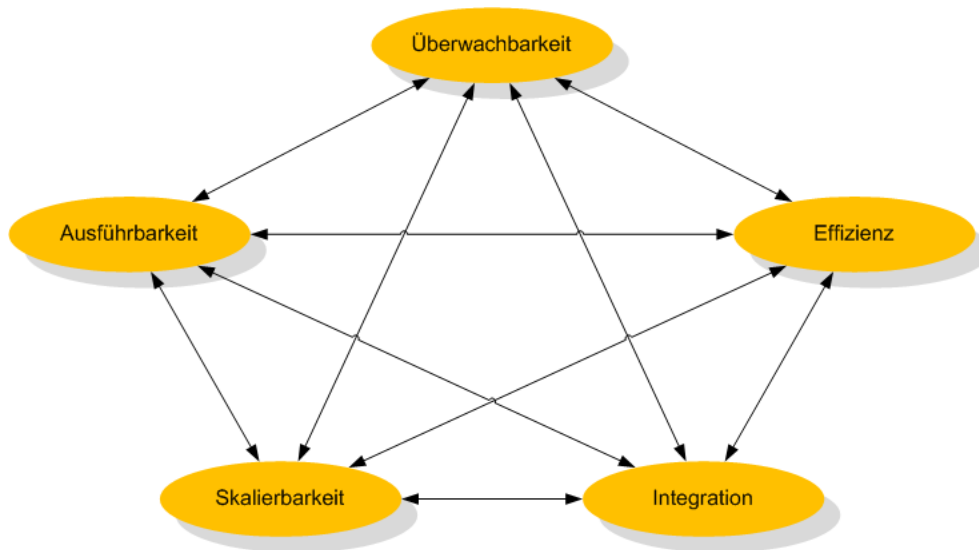 Überwachbarkeit
Ausführbarkeit
Effizienz
Skalierbarkeit
Integration